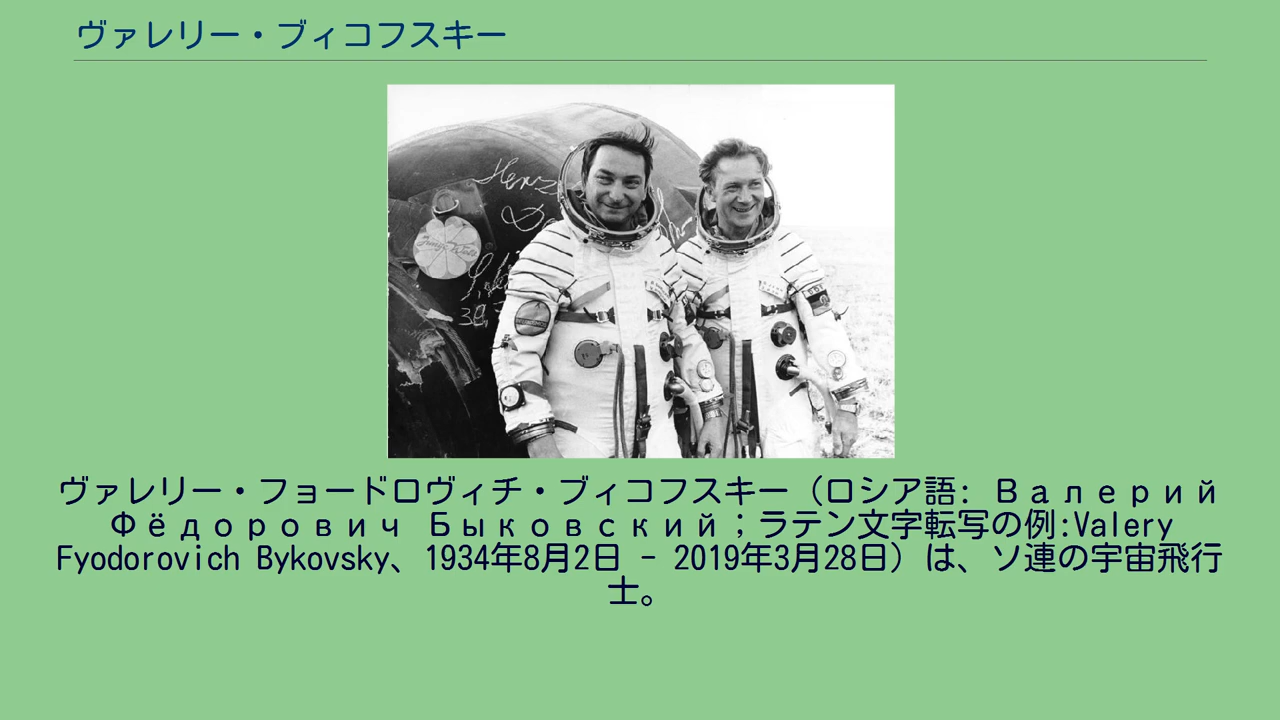 ヴァレリー・ブィコフスキー
ヴァレリー・フョードロヴィチ・ブィコフスキー（ロシア語: Валерий
Фёдорович Быковский；ラテン文字転写の例:Valery
Fyodorovich Bykovsky、1934年8月2日 - 2019年3月28日）は、ソ連の宇宙飛行
士。